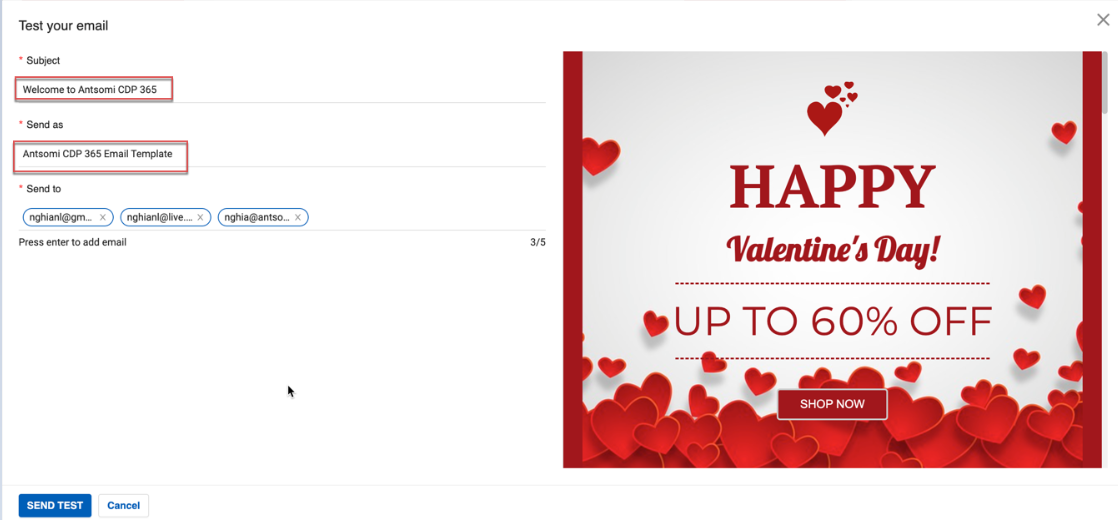 Test your email
* Subject
Welcome to Antsomi CDP 365
* Send as
Antsomi CDP 365 Email Template
* Send to
nghianl@gm... × nghianl@live.... × nghia@antso... ×
Press enter to add email 3/5
SEND TEST Cancel
HAPPY
Valentine's Day!
UP TO 60% OFF
SHOP NOW